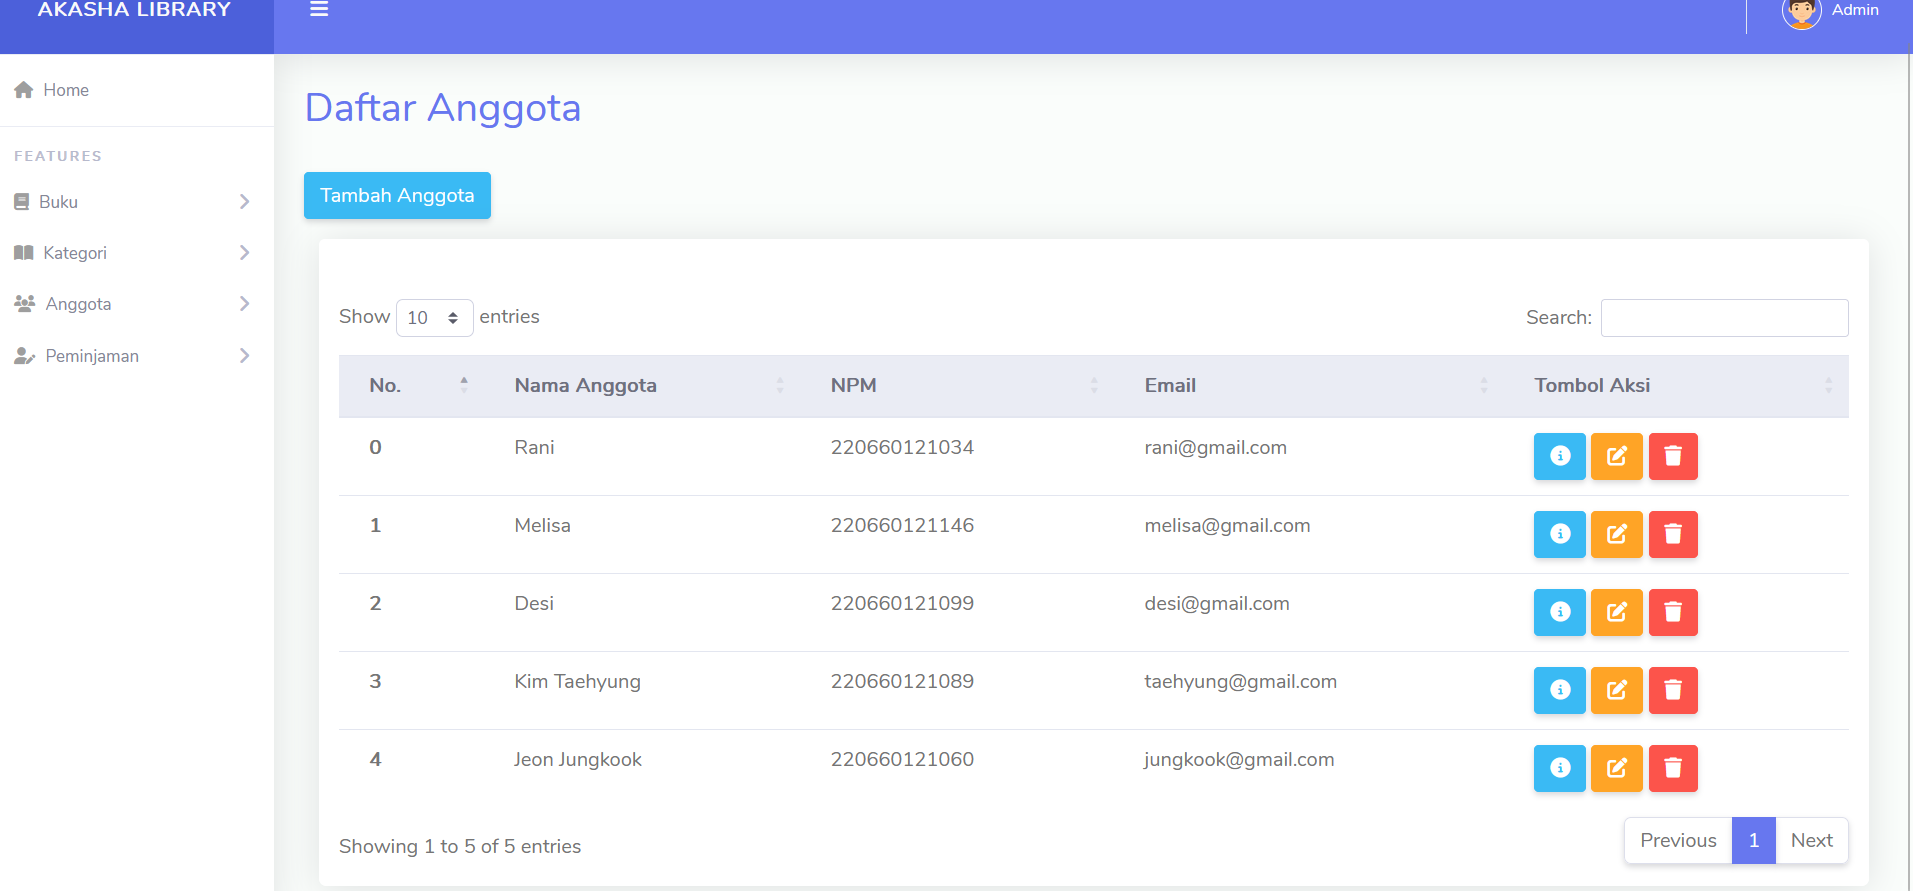 AKASHA LIBRARY
Admin
Home
FEATURES
Buku
Kategori
Anggota
Peminjaman
Daftar Anggota
Tambah Anggota
Show 10 entries
Search:
No. Nama Anggota NPM Email Tombol Aksi
0 Rani 220660121034 rani@gmail.com
1 Melisa 220660121146 melisa@gmail.com
2 Desi 220660121099 desi@gmail.com
3 Kim Taehyung 220660121089 taehyung@gmail.com
4 Jeon Jungkook 220660121060 jungkook@gmail.com
Showing 1 to 5 of 5 entries
Previous 1 Next